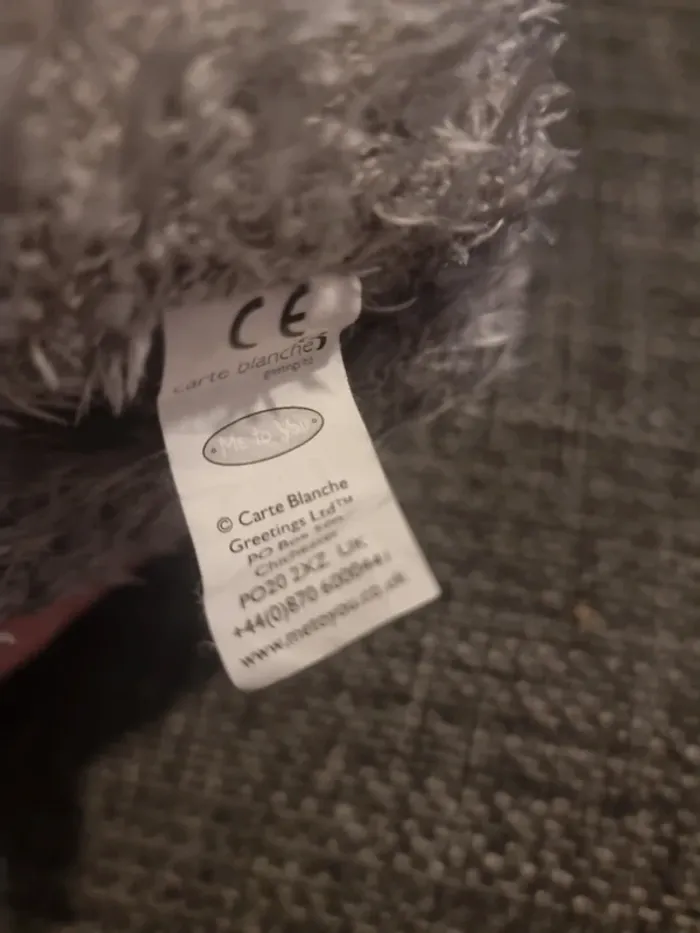 CE
carte blanche
greetings
Me to You
© Carte Blanche
Greetings Ltd™
PO Box
Chichester
PO20 2XZ UK
+44(0)870
www.metoyou.co.uk